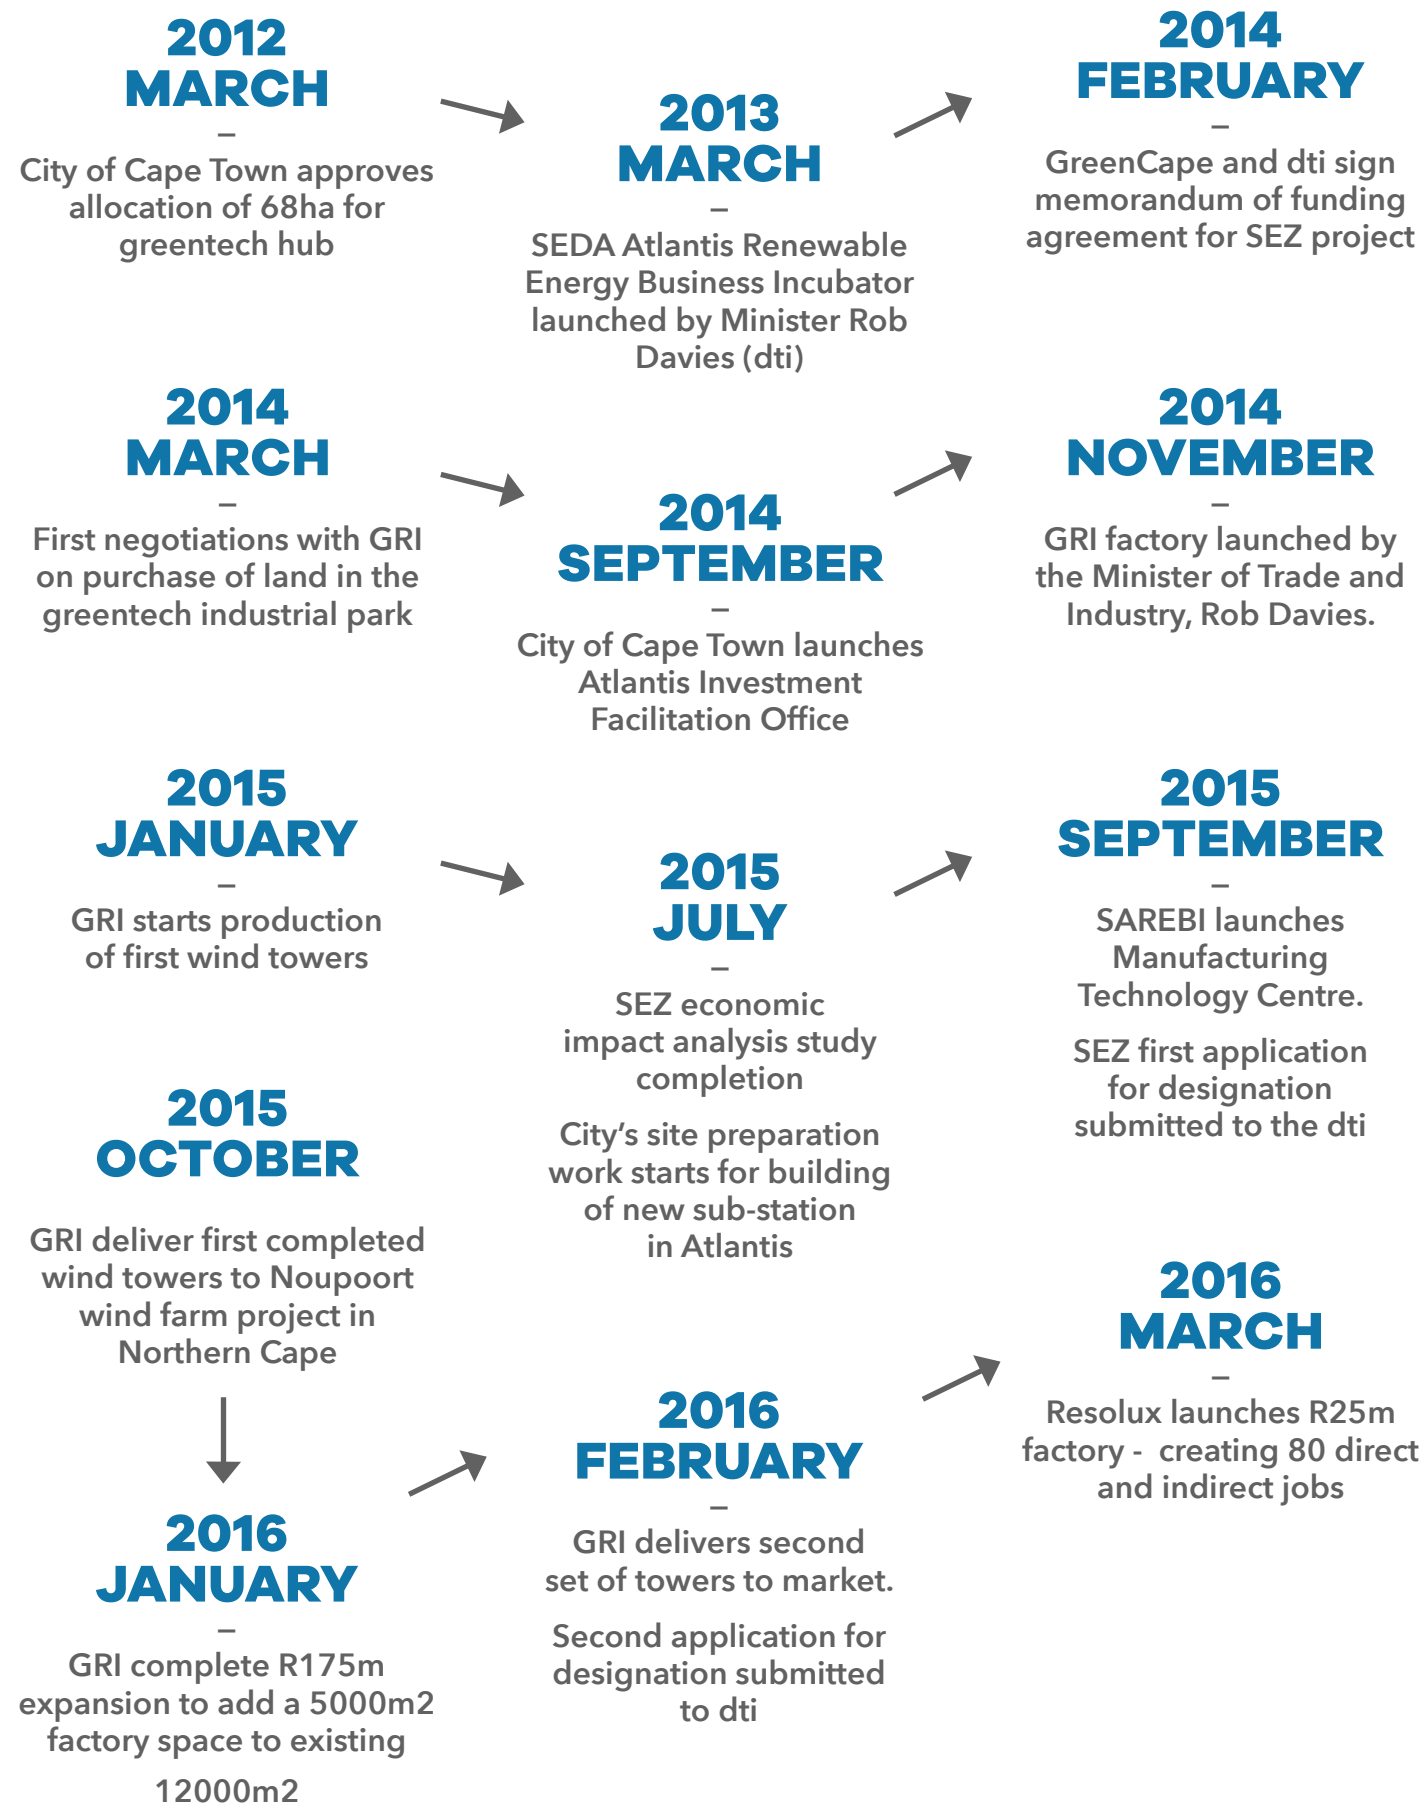 2012
MARCH
–
City of Cape Town approves
allocation of 68ha for
greentech hub
2013
MARCH
–
SEDA Atlantis Renewable
Energy Business Incubator
launched by Minister Rob
Davies (dti)
2014
FEBRUARY
–
GreenCape and dti sign
memorandum of funding
agreement for SEZ project
2014
MARCH
–
First negotiations with GRI
on purchase of land in the
greentech industrial park
2014
SEPTEMBER
–
City of Cape Town launches
Atlantis Investment
Facilitation Office
2014
NOVEMBER
–
GRI factory launched by
the Minister of Trade and
Industry, Rob Davies.
2015
JANUARY
–
GRI starts production
of first wind towers
2015
JULY
–
SEZ economic
impact analysis study
completion
City’s site preparation
work starts for building
of new sub-station
in Atlantis
2015
SEPTEMBER
–
SAREBI launches
Manufacturing
Technology Centre.
SEZ first application
for designation
submitted to the dti
2015
OCTOBER
GRI deliver first completed
wind towers to Noupoort
wind farm project in
Northern Cape
2016
JANUARY
–
GRI complete R175m
expansion to add a 5000m2
factory space to existing
12000m2
2016
FEBRUARY
–
GRI delivers second
set of towers to market.
Second application for
designation submitted
to dti
2016
MARCH
–
Resolux launches R25m
factory -  creating 80 direct
and indirect jobs